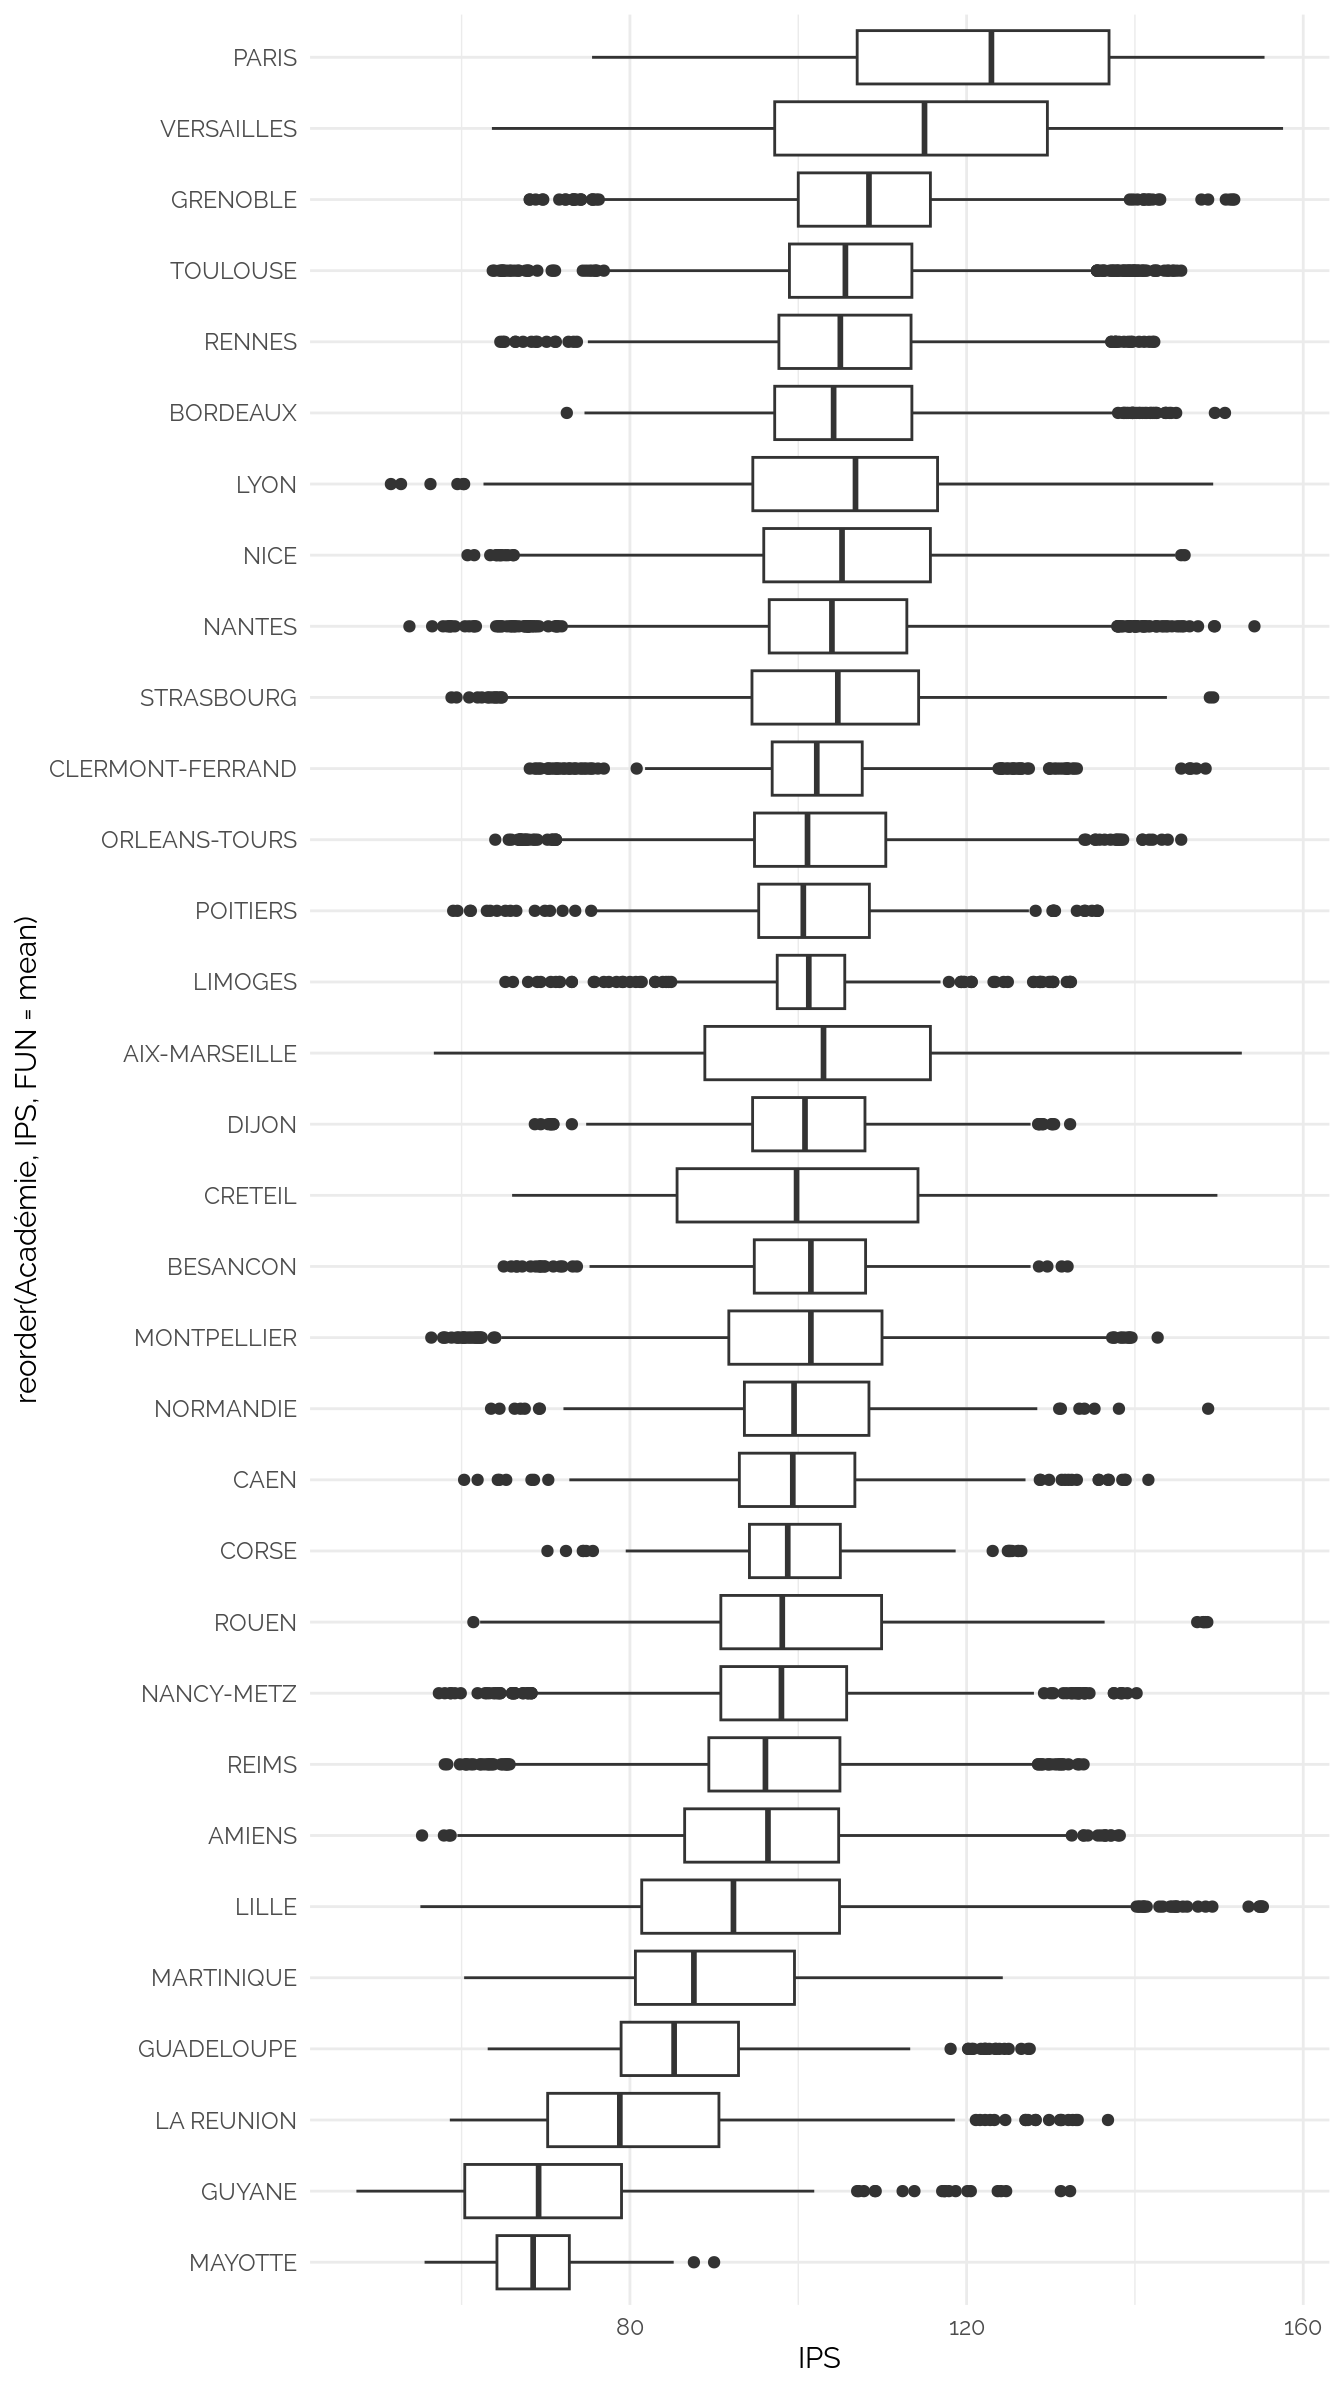 PARIS
VERSAILLES
GRENOBLE
TOULOUSE
RENNES
BORDEAUX
LYON
NICE
NANTES
STRASBOURG
CLERMONT-FERRAND
ORLEANS-TOURS
POITIERS
LIMOGES
AIX-MARSEILLE
DIJON
CRETEIL
BESANCON
MONTPELLIER
NORMANDIE
CAEN
CORSE
ROUEN
NANCY-METZ
REIMS
AMIENS
LILLE
MARTINIQUE
GUADELOUPE
LA REUNION
GUYANE
MAYOTTE
reorder(Académie, IPS, FUN = mean)
80 120 160
IPS